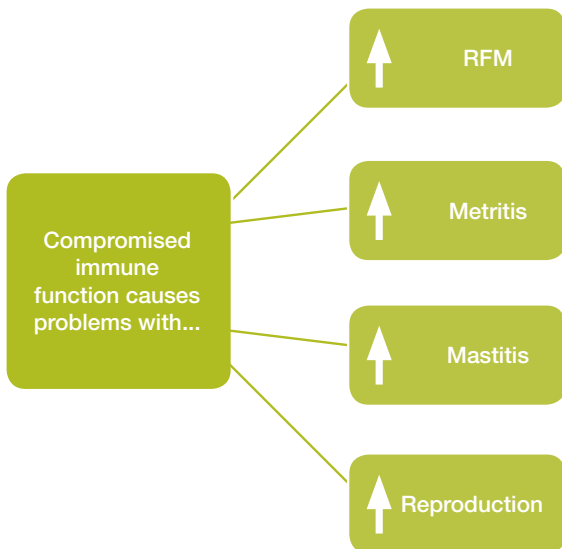 Compromised
immune
function causes
problems with...
RFM
Metritis
Mastitis
Reproduction